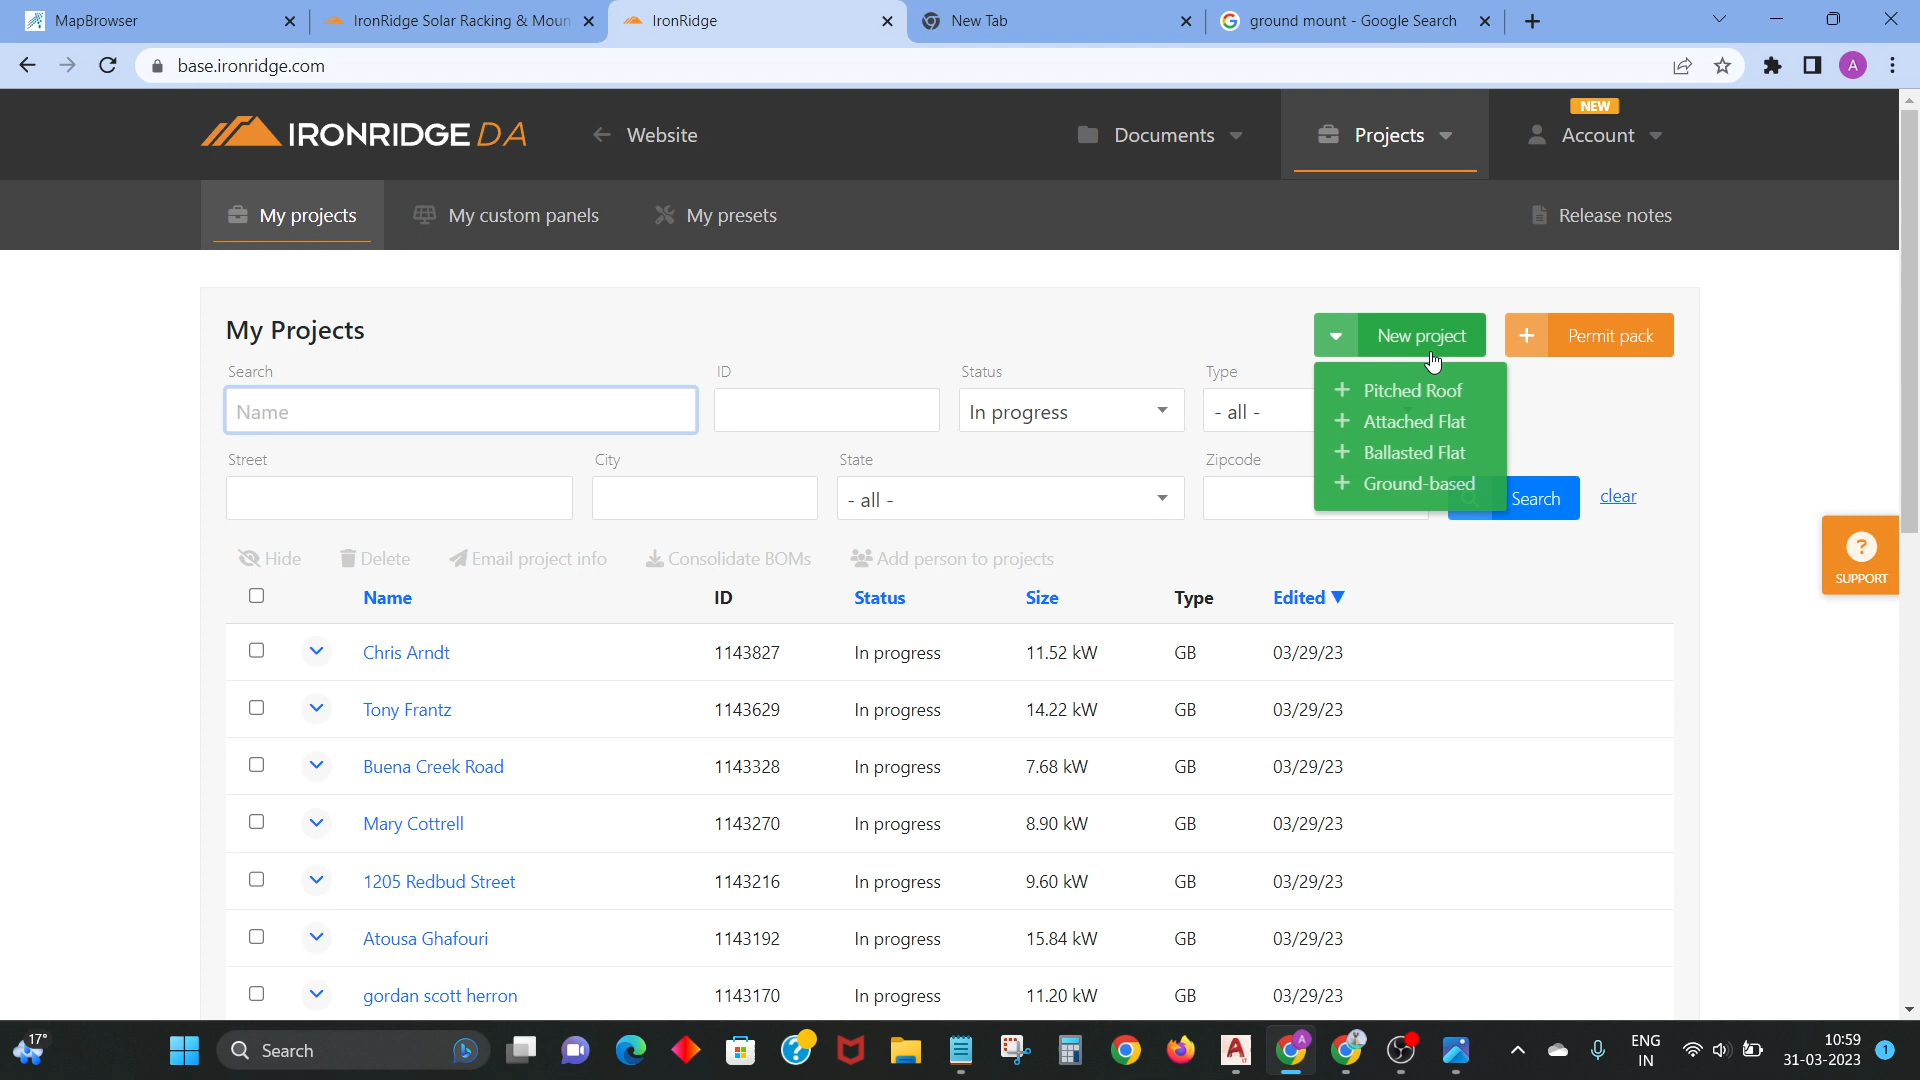 MapBrowser
IronRidge Solar Racking & Moun
IronRidge
New Tab
ground mount - Google Search
base.ironridge.com
A
IRONRIDGE DA
Website
Documents
Projects
NEW
Account
My projects
My custom panels
My presets
Release notes
My Projects
New project
Permit pack
Search
ID
Status
Type
Name
In progress
- all -
Pitched Roof
Attached Flat
Ballasted Flat
Ground-based
Street
City
State
Zipcode
- all -
Search
clear
Hide
Delete
Email project info
Consolidate BOMs
Add person to projects
SUPPORT
Name ID Status Size Type Edited ▼
Chris Arndt 1143827 In progress 11.52 kW GB 03/29/23
Tony Frantz 1143629 In progress 14.22 kW GB 03/29/23
Buena Creek Road 1143328 In progress 7.68 kW GB 03/29/23
Mary Cottrell 1143270 In progress 8.90 kW GB 03/29/23
1205 Redbud Street 1143216 In progress 9.60 kW GB 03/29/23
Atousa Ghafouri 1143192 In progress 15.84 kW GB 03/29/23
gordan scott herron 1143170 In progress 11.20 kW GB 03/29/23
17°
Search
ENG
IN
10:59
31-03-2023
1